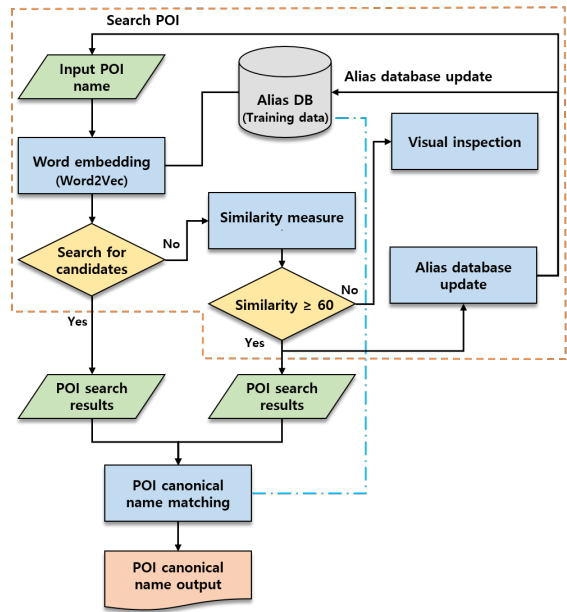 Search POI
Input POI
name
Alias DB
(Training data)
Alias database update
Word embedding
(Word2Vec)
Visual inspection
Similarity measure
Search for
candidates
No
Alias database
update
Similarity ≥ 60
No
Yes
Yes
POI search
results
POI search
results
POI canonical
name matching
POI canonical
name output